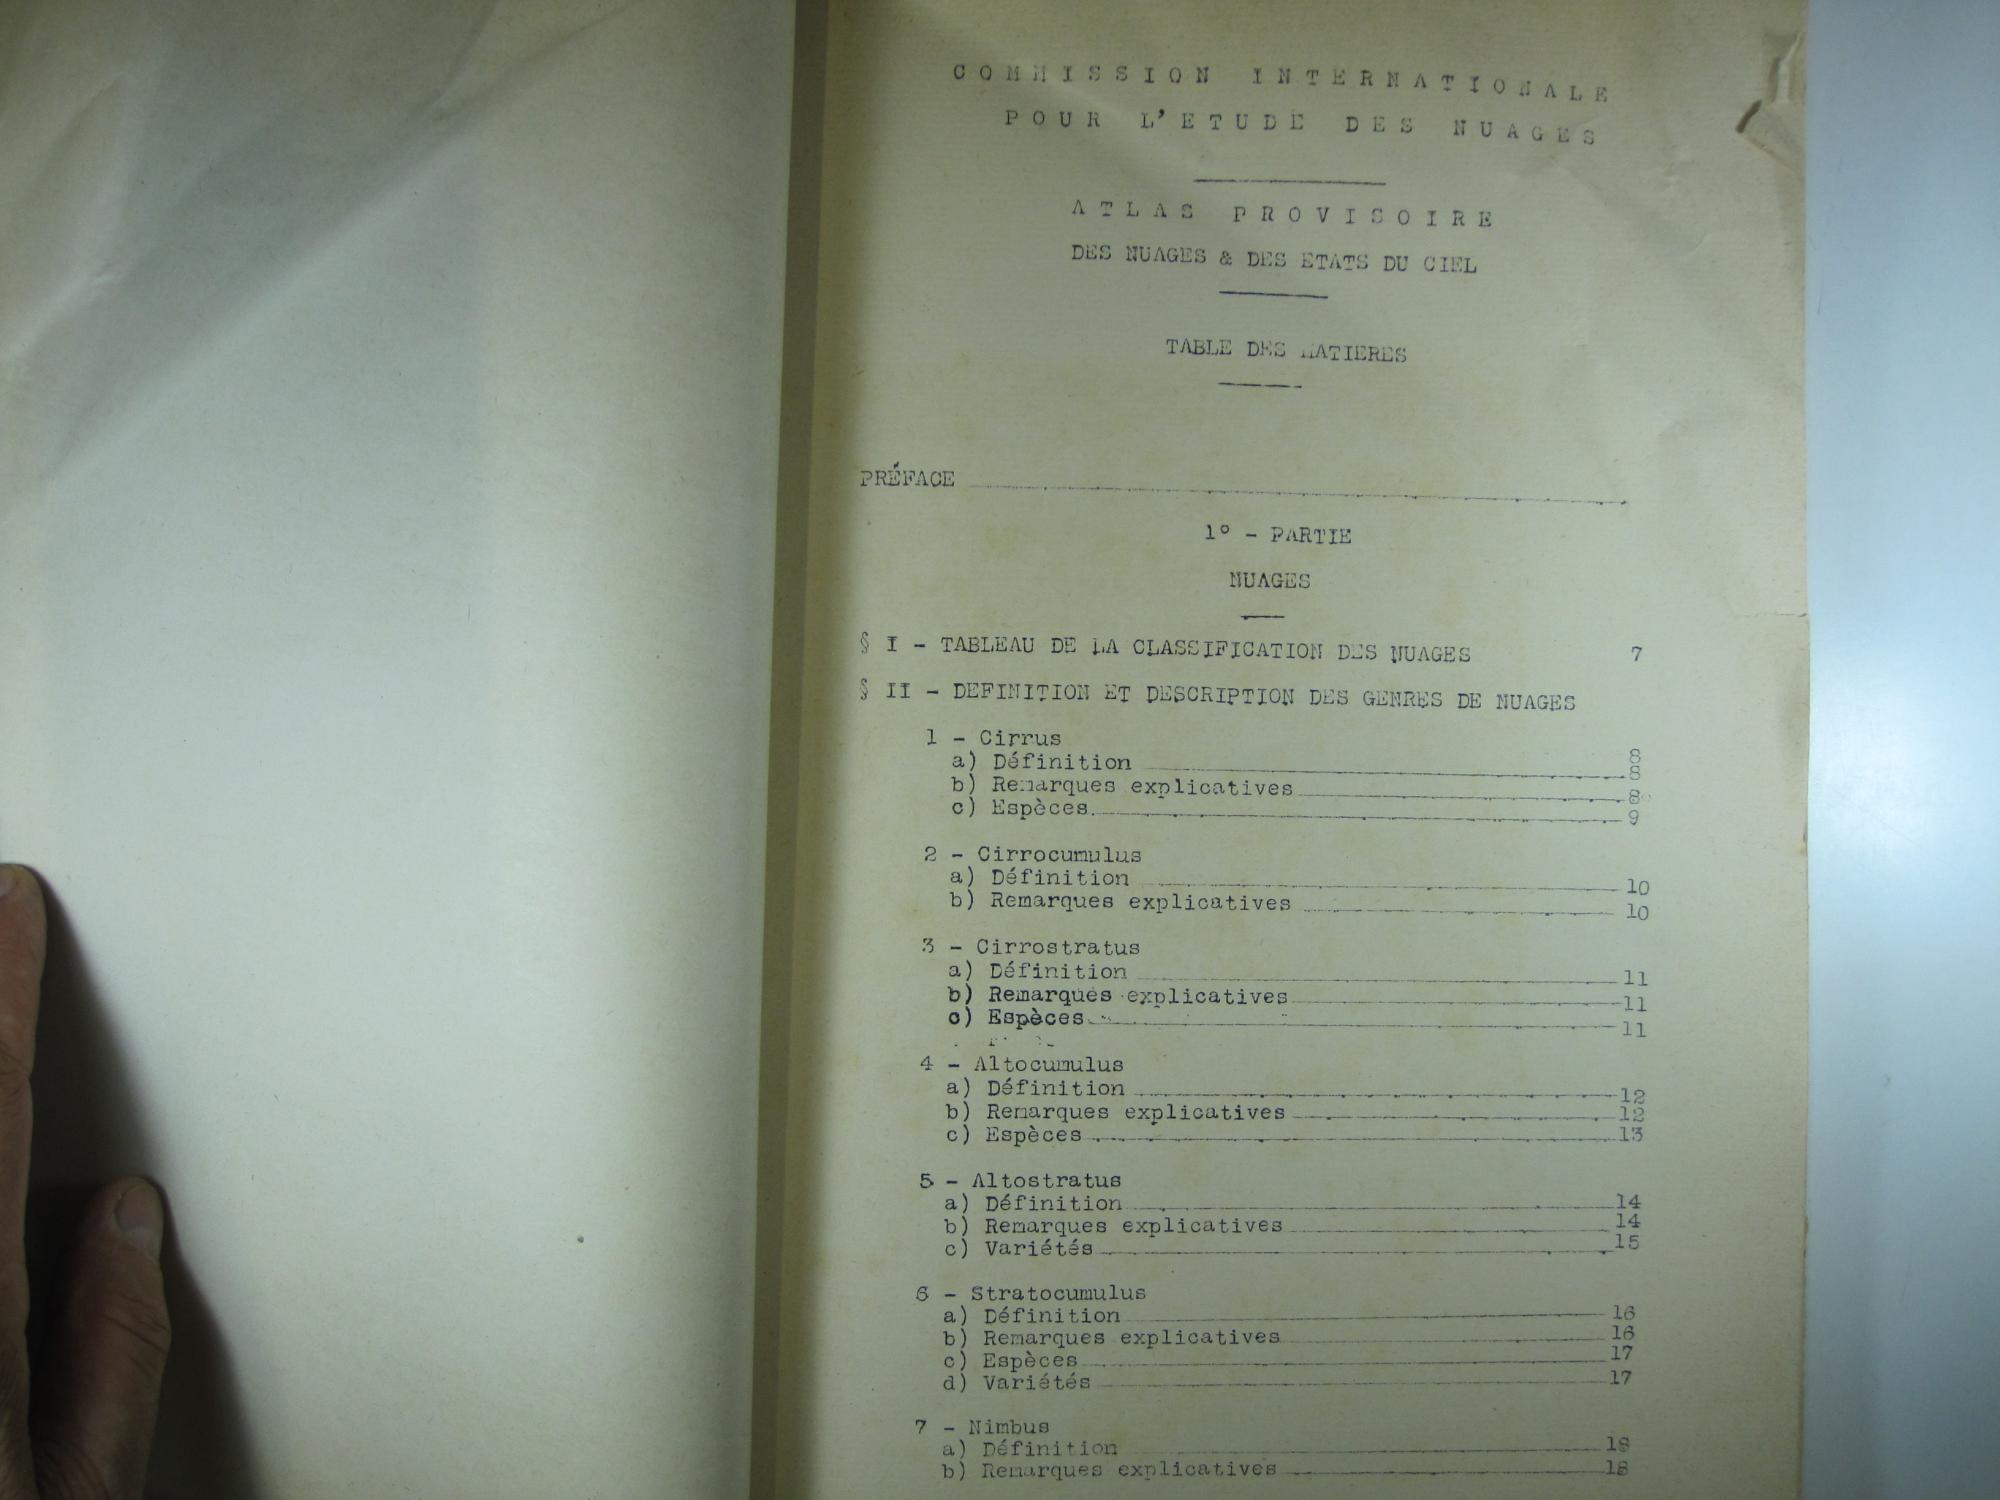 COMMISSION INTERNATIONALE
POUR L'ETUDE DES NUAGES
ATLAS PROVISOIRE
DES NUAGES & DES ETATS DU CIEL
TABLE DES MATIERES
PRÉFACE
1° - PARTIE
NUAGES
§ I - TABLEAU DE LA CLASSIFICATION DES NUAGES 7
§ II - DEFINITION ET DESCRIPTION DES GENRES DE NUAGES
1 - Cirrus 8
a) Définition 8
b) Remarques explicatives 8
c) Espèces 9
2 - Cirrocumulus
a) Définition 10
b) Remarques explicatives 10
3 - Cirrostratus
a) Définition 11
b) Remarques explicatives 11
c) Espèces 11
4 - Altocumulus
a) Définition 12
b) Remarques explicatives 12
c) Espèces 13
5 - Altostratus
a) Définition 14
b) Remarques explicatives 14
c) Variétés 15
6 - Stratocumulus
a) Définition 16
b) Remarques explicatives 16
c) Espèces 17
d) Variétés 17
7 - Nimbus
a) Définition 18
b) Remarques explicatives 18